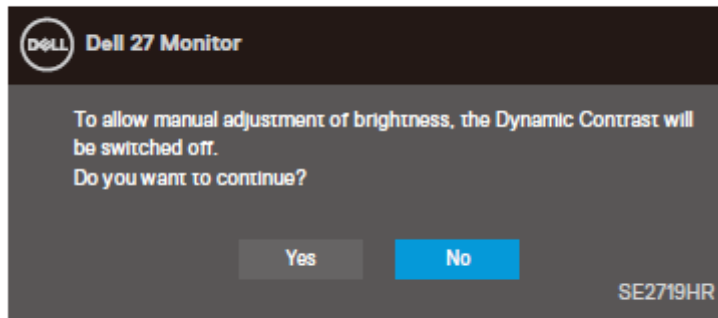 DELL Dell 27 Monitor
To allow manual adjustment of brightness, the Dynamic Contrast will
be switched off.
Do you want to continue?
Yes No
SE2719HR